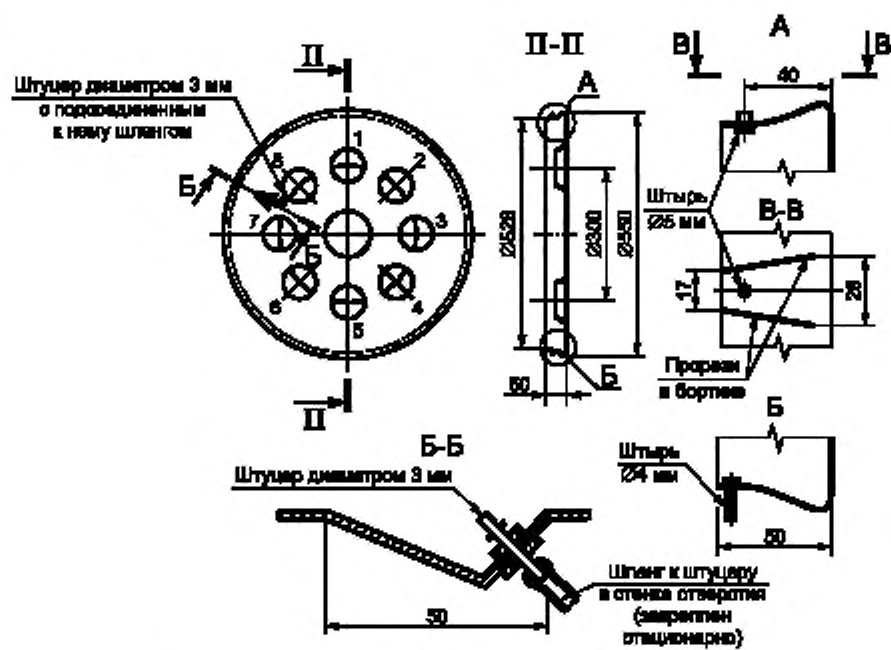 II
II-II
А
В
В
40
Штуцер диаметром 3 мм
с подсоединенным
к нему шлангом
А
1
8
2
Б
7
3
Б
6
4
5
Ø528
Ø300
Ø550
Штырь
Ø5 мм
В-В
17
26
Прорези
в бортике
60
Б
II
Б-Б
Штуцер диаметром 3 мм
Б
Штырь
Ø4 мм
50
50
Шланг к штуцеру
в стенке отверстия
(закреплен
стационарно)